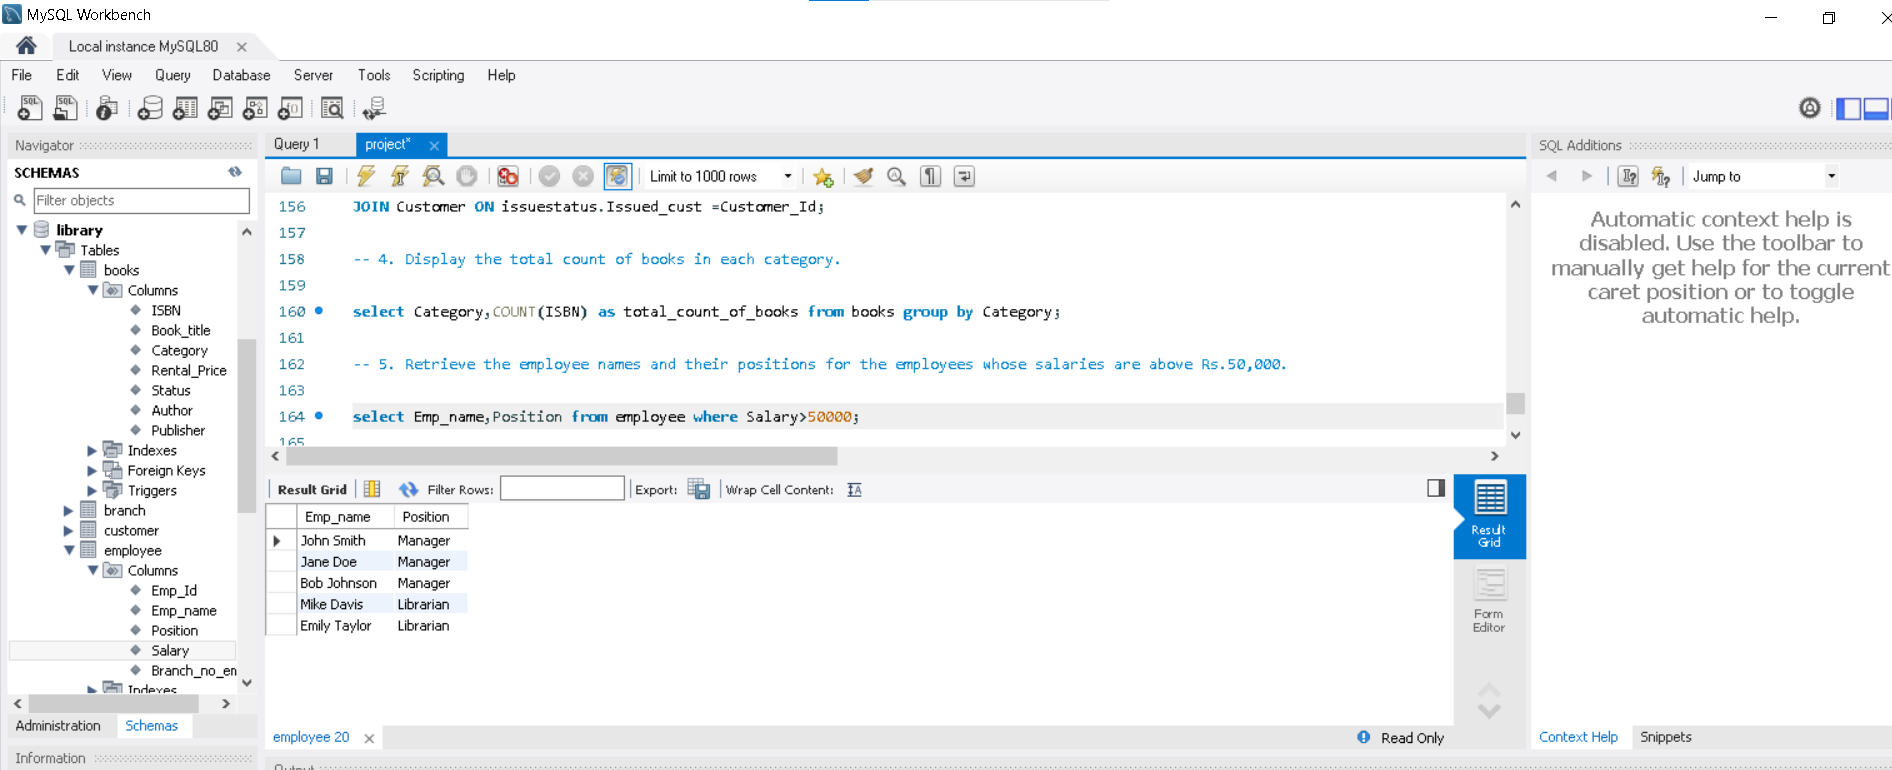 MySQL Workbench
Local instance MySQL80
File Edit View Query Database Server Tools Scripting Help
Navigator
SCHEMAS
Filter objects
library
Tables
books
Columns
ISBN
Book_title
Category
Rental_Price
Status
Author
Publisher
Indexes
Foreign Keys
Triggers
branch
customer
employee
Columns
Emp_Id
Emp_name
Position
Salary
Branch_no_en
Indexes
Administration Schemas
Information
Query 1 project*
Limit to 1000 rows
156 JOIN Customer ON issuestatus.Issued_cust =Customer_Id;
157
158 -- 4. Display the total count of books in each category.
159
160 select Category,COUNT(ISBN) as total_count_of_books from books group by Category;
161
162 -- 5. Retrieve the employee names and their positions for the employees whose salaries are above Rs.50,000.
163
164 select Emp_name,Position from employee where Salary>50000;
165
Result Grid Filter Rows: Export: Wrap Cell Content:
Emp_name Position
John Smith Manager
Jane Doe Manager
Bob Johnson Manager
Mike Davis Librarian
Emily Taylor Librarian
Result
Grid
Form
Editor
employee 20
Read Only
Output
SQL Additions
Jump to
Automatic context help is
disabled. Use the toolbar to
manually get help for the current
caret position or to toggle
automatic help.
Context Help Snippets